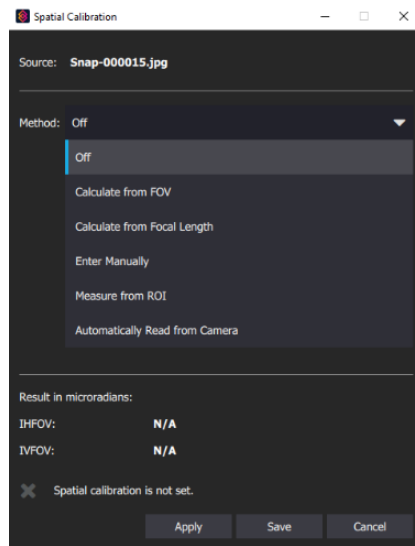 Spatial Calibration
Source: Snap-000015.jpg
Method: Off
Off
Calculate from FOV
Calculate from Focal Length
Enter Manually
Measure from ROI
Automatically Read from Camera
Result in microradians:
IHFOV: N/A
IVFOV: N/A
Spatial calibration is not set.
Apply Save Cancel